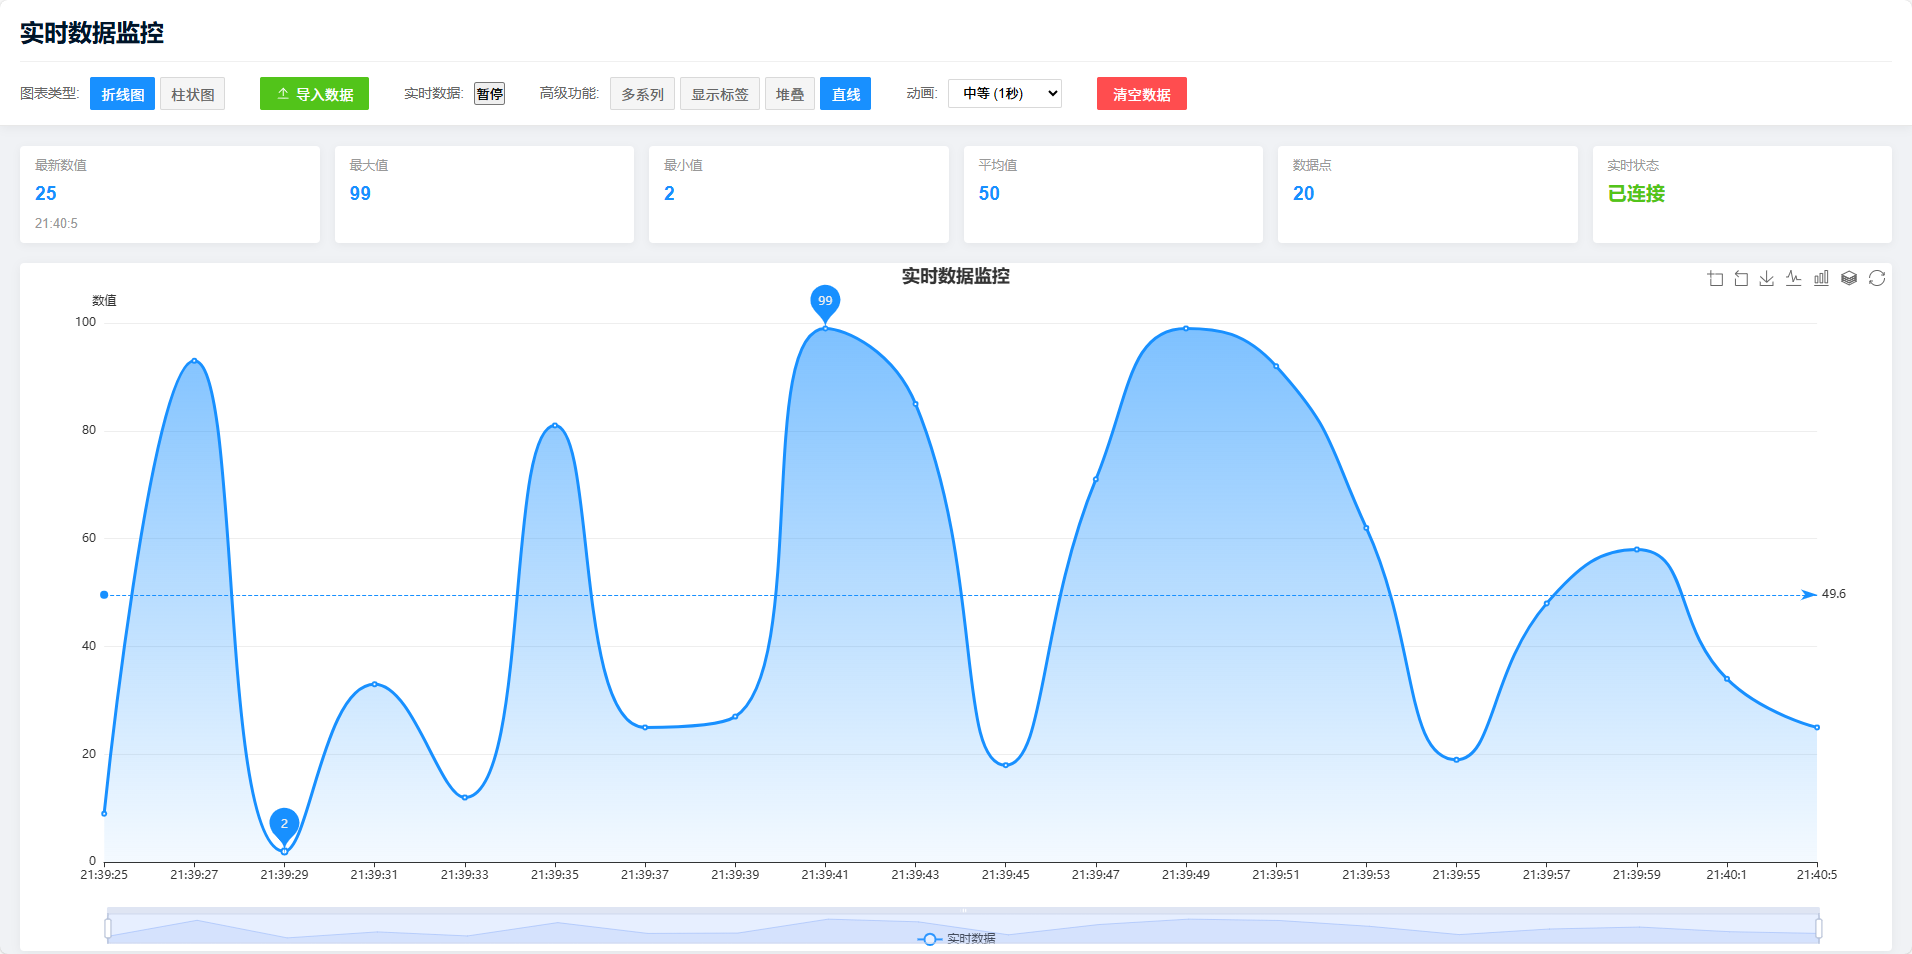 实时数据监控
图表类型: 折线图 柱状图 导入数据 实时数据: 暂停 高级功能: 多系列 显示标签 堆叠 直线 动画: 中等 (1秒) 清空数据
最新数值 最大值 最小值 平均值 数据点 实时状态
25 99 2 50 20 已连接
21:40:5
实时数据监控
数值
99
100
80
60
49.6
40
20
2
0
21:39:25 21:39:27 21:39:29 21:39:31 21:39:33 21:39:35 21:39:37 21:39:39 21:39:41 21:39:43 21:39:45 21:39:47 21:39:49 21:39:51 21:39:53 21:39:55 21:39:57 21:39:59 21:40:1 21:40:5
实时数据